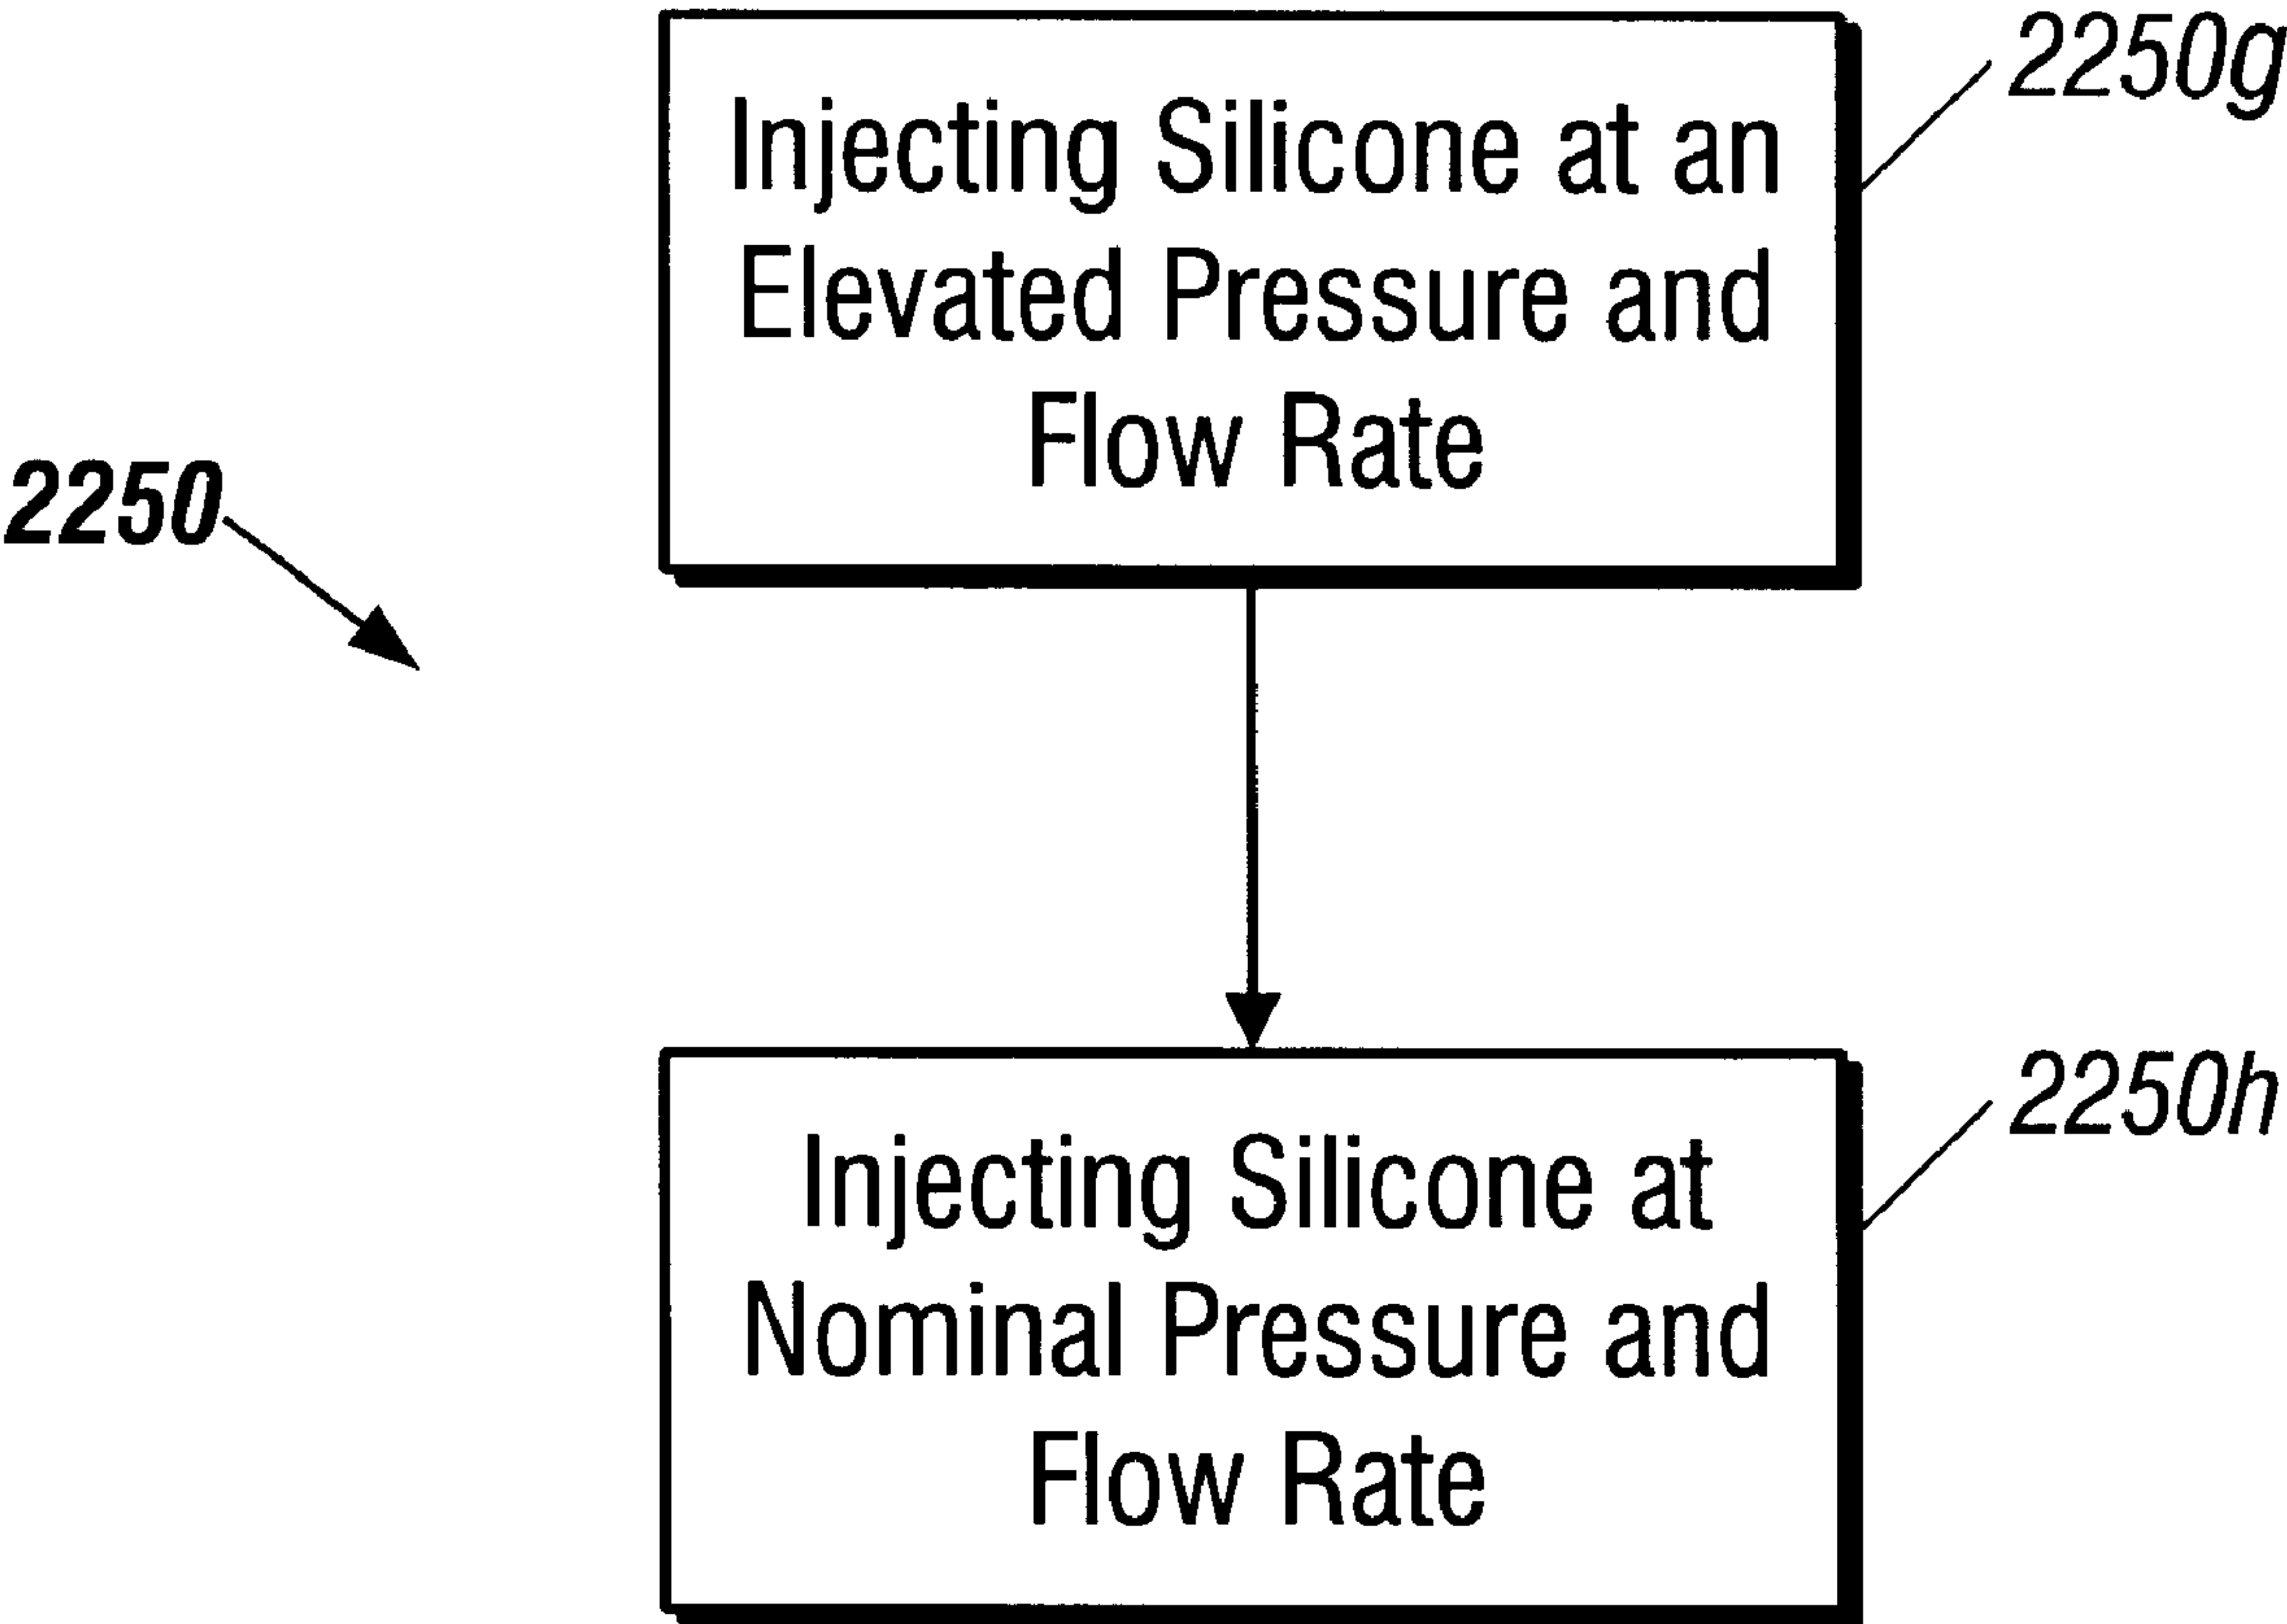 2250g
Injecting Silicone at an
Elevated Pressure and
Flow Rate
2250
2250h
Injecting Silicone at
Nominal Pressure and
Flow Rate